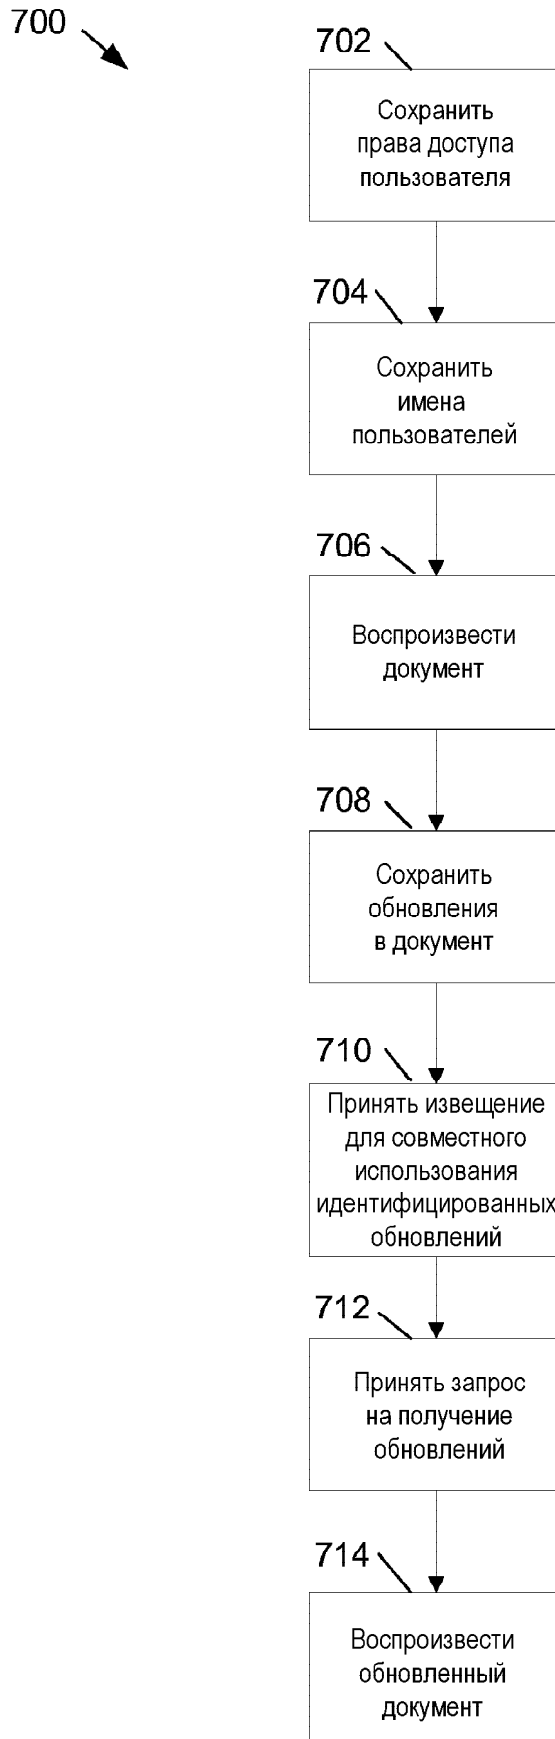 700
702
Сохранить
права доступа
пользователя
704
Сохранить
имена
пользователей
706
Воспроизвести
документ
708
Сохранить
обновления
в документ
710
Принять извещение
для совместного
использования
идентифицированных
обновлений
712
Принять запрос
на получение
обновлений
714
Воспроизвести
обновленный
документ